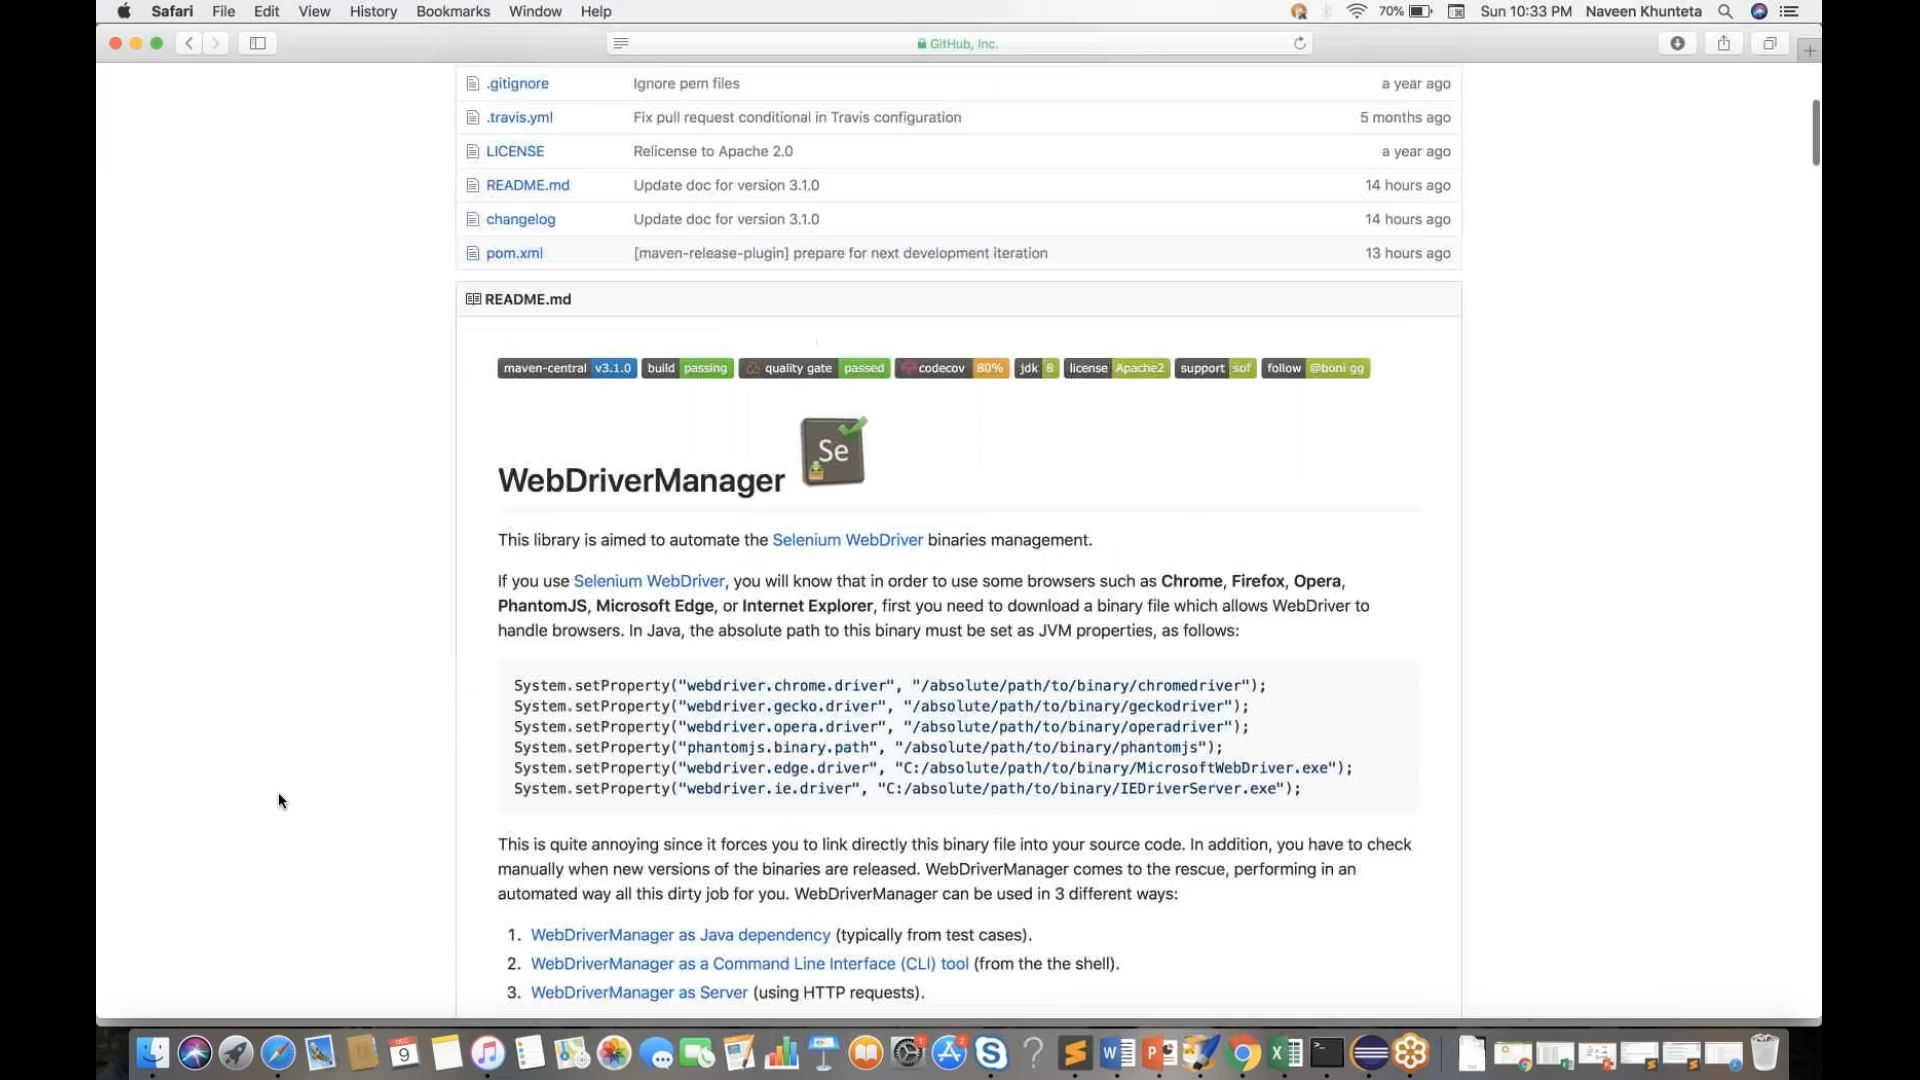 Safari File Edit View History Bookmarks Window Help 70% Sun 10:33 PM Naveen Khunteta
GitHub, Inc.
.gitignore Ignore pem files a year ago
.travis.yml Fix pull request conditional in Travis configuration 5 months ago
LICENSE Relicense to Apache 2.0 a year ago
README.md Update doc for version 3.1.0 14 hours ago
changelog Update doc for version 3.1.0 14 hours ago
pom.xml [maven-release-plugin] prepare for next development iteration 13 hours ago
README.md
maven-central v3.1.0 build passing quality gate passed codecov 80% jdk 8 license Apache2 support sof follow @boni gg
Se
WebDriverManager
This library is aimed to automate the Selenium WebDriver binaries management.
If you use Selenium WebDriver, you will know that in order to use some browsers such as Chrome, Firefox, Opera,
PhantomJS, Microsoft Edge, or Internet Explorer, first you need to download a binary file which allows WebDriver to
handle browsers. In Java, the absolute path to this binary must be set as JVM properties, as follows:
System.setProperty("webdriver.chrome.driver", "/absolute/path/to/binary/chromedriver");
System.setProperty("webdriver.gecko.driver", "/absolute/path/to/binary/geckodriver");
System.setProperty("webdriver.opera.driver", "/absolute/path/to/binary/operadriver");
System.setProperty("phantomjs.binary.path", "/absolute/path/to/binary/phantomjs");
System.setProperty("webdriver.edge.driver", "C:/absolute/path/to/binary/MicrosoftWebDriver.exe");
System.setProperty("webdriver.ie.driver", "C:/absolute/path/to/binary/IEDriverServer.exe");
This is quite annoying since it forces you to link directly this binary file into your source code. In addition, you have to check
manually when new versions of the binaries are released. WebDriverManager comes to the rescue, performing in an
automated way all this dirty job for you. WebDriverManager can be used in 3 different ways:
1. WebDriverManager as Java dependency (typically from test cases).
2. WebDriverManager as a Command Line Interface (CLI) tool (from the the shell).
3. WebDriverManager as Server (using HTTP requests).